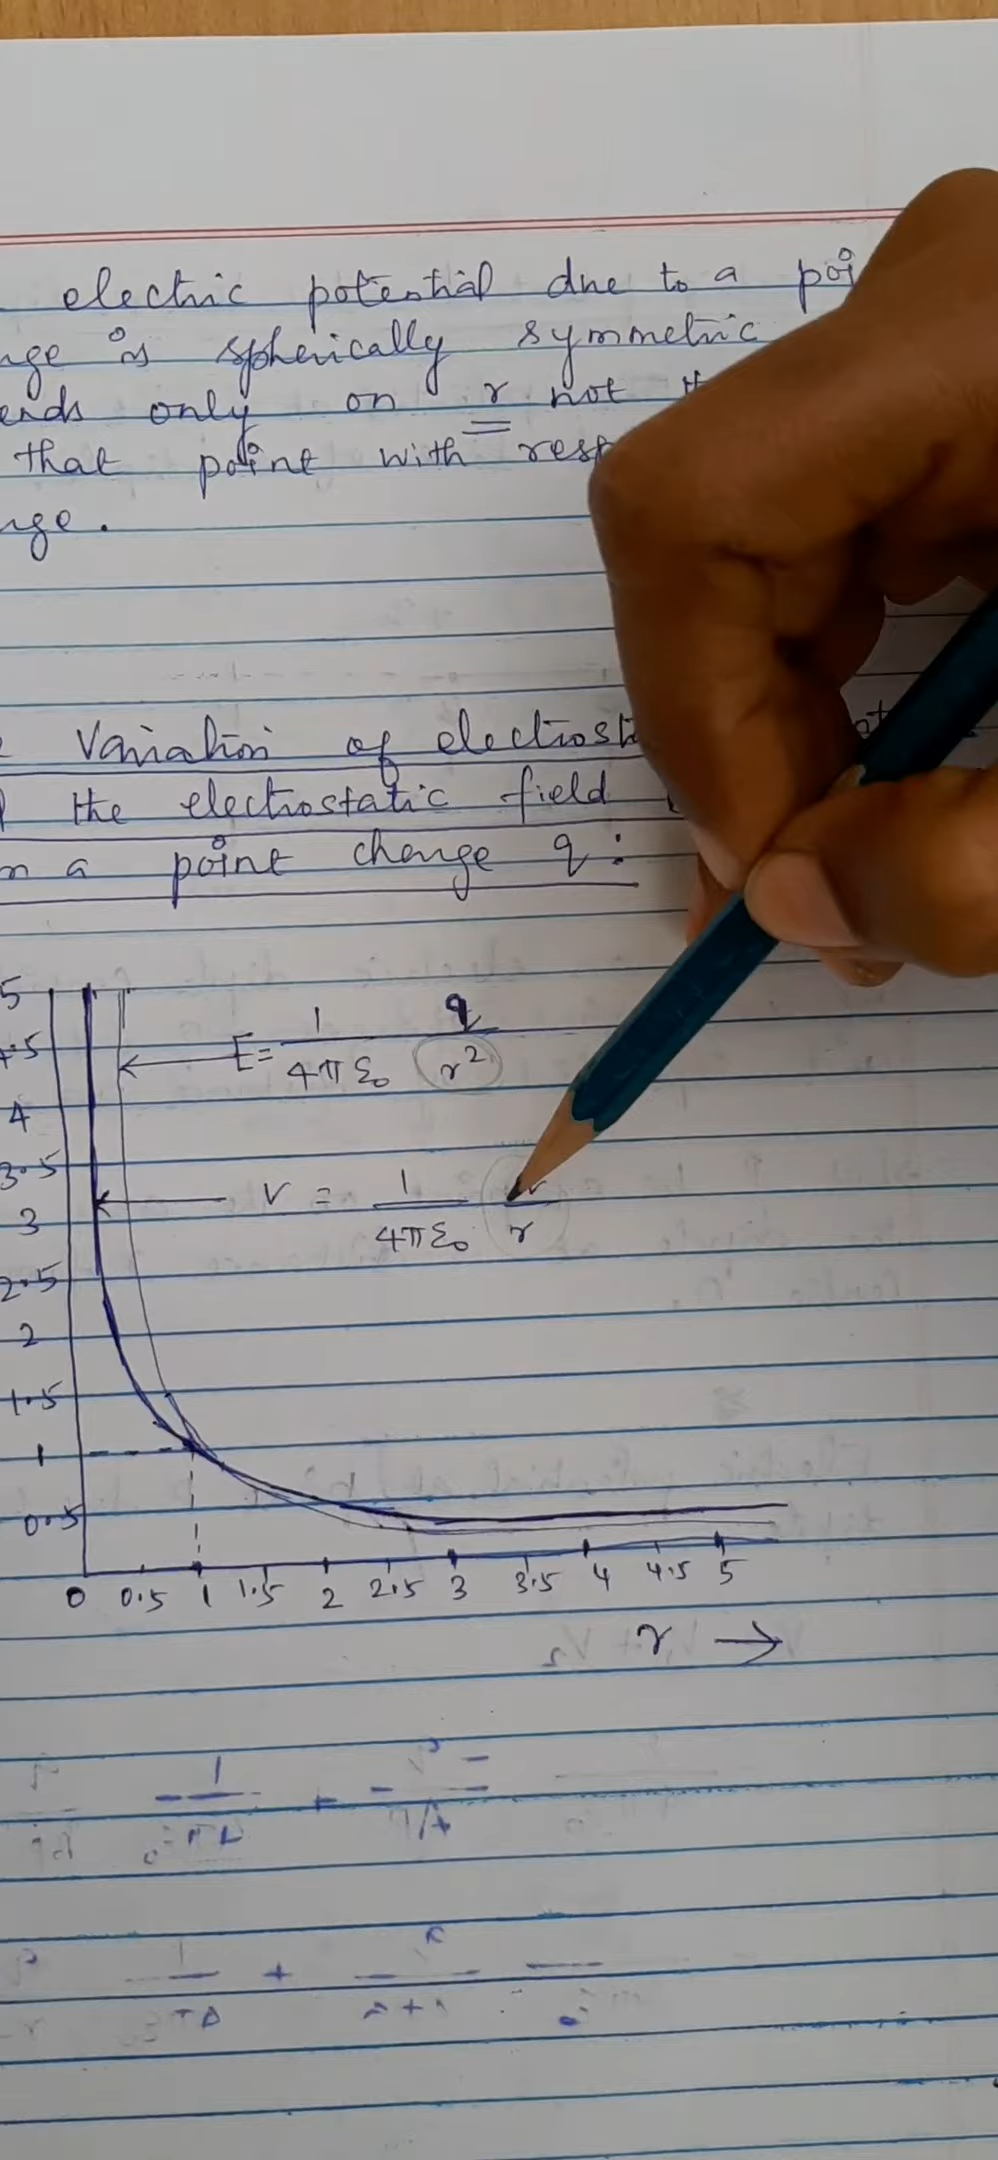 electric potential due to a poi
nge is spherically symmetric
ends only on r not
that point with resp
nge.
Variation of electrost
the electrostatic field
m a point charge q:
5
4.5
4
3.5
3
2.5
2
1.5
1
0.5
E = 1/4πε₀ q/r²
V = 1/4πε₀ /r
0 0.5 1 1.5 2 2.5 3 3.5 4 4.5 5
r →